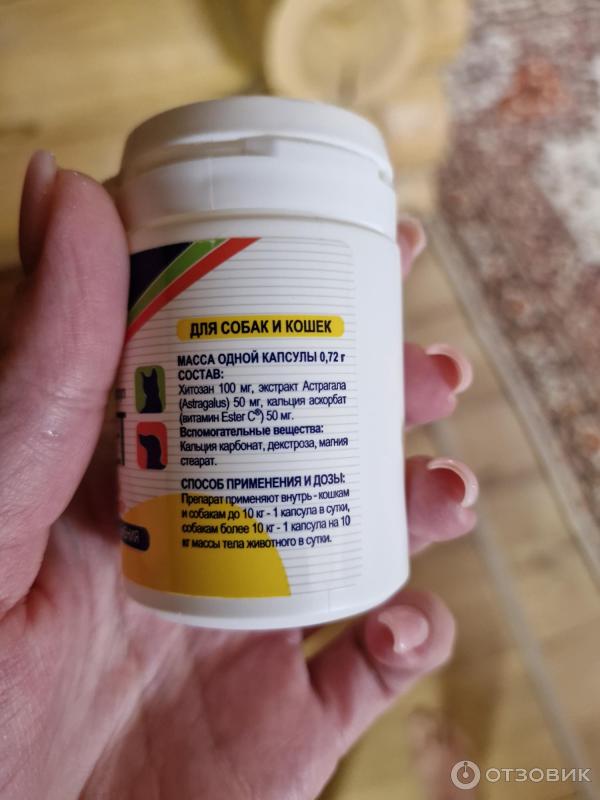 ДЛЯ СОБАК И КОШЕК
МАССА ОДНОЙ КАПСУЛЫ 0,72 г
СОСТАВ:
Хитозан 100 мг, экстракт Астрагала
(Astragalus) 50 мг, кальция аскорбат
(витамин Ester C®) 50 мг.
Вспомогательные вещества:
Кальция карбонат, декстроза, магния
стеарат.
СПОСОБ ПРИМЕНЕНИЯ И ДОЗЫ:
Препарат применяют внутрь - кошкам
и собакам до 10 кг - 1 капсула в сутки,
собакам более 10 кг - 1 капсула на 10
кг массы тела животного в сутки.
ОТЗОВИК